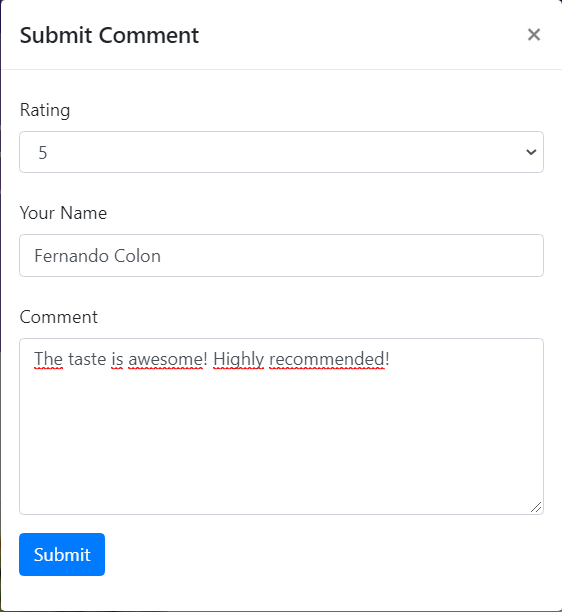 Submit Comment ×
Rating
5
Your Name
Fernando Colon
Comment
The taste is awesome! Highly recommended!
Submit